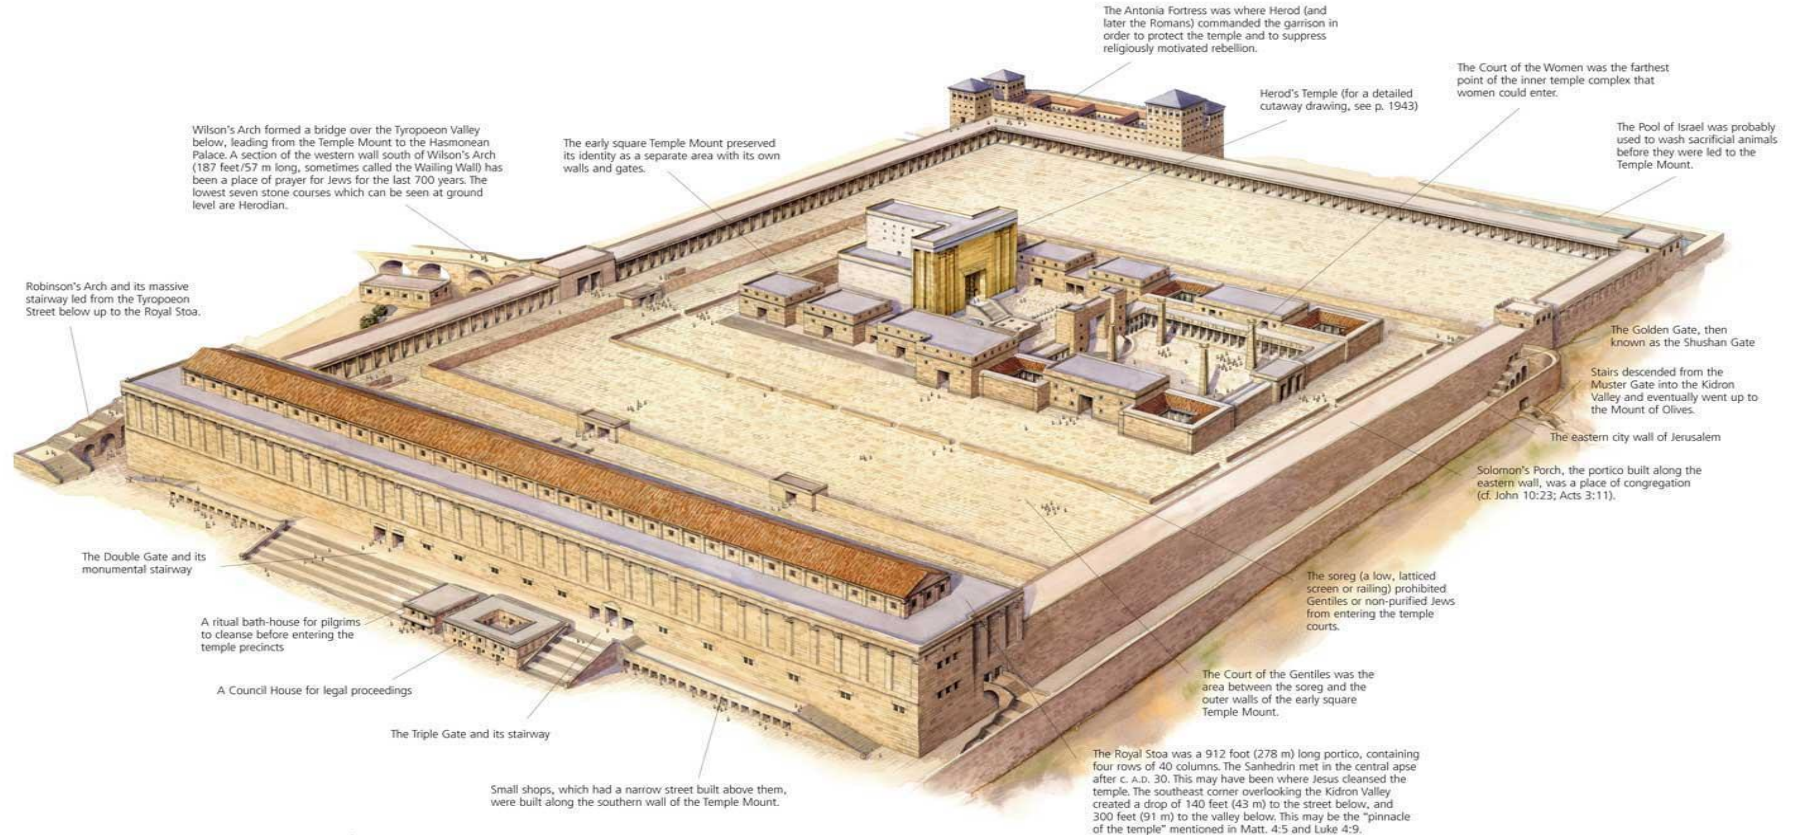 The Antonia Fortress was where Herod (and
later the Romans) commanded the garrison in
order to protect the temple and to suppress
religiously motivated rebellion.
The Court of the Women was the farthest
point of the inner temple complex that
women could enter.
Herod's Temple (for a detailed
cutaway drawing, see p. 1943)
Wilson's Arch formed a bridge over the Tyropoeon Valley
below, leading from the Temple Mount to the Hasmonean
Palace. A section of the western wall south of Wilson's Arch
(187 feet/57 m long, sometimes called the Wailing Wall) has
been a place of prayer for Jews for the last 700 years. The
lowest seven stone courses which can be seen at ground
level are Herodian.
The early square Temple Mount preserved
its identity as a separate area with its own
walls and gates.
The Pool of Israel was probably
used to wash sacrificial animals
before they were led to the
Temple Mount.
Robinson's Arch and its massive
stairway led from the Tyropoeon
Street below up to the Royal Stoa.
The Golden Gate, then
known as the Shushan Gate
Stairs descended from the
Muster Gate into the Kidron
Valley and eventually went up to
the Mount of Olives.
The eastern city wall of Jerusalem
Solomon's Porch, the portico built along the
eastern wall, was a place of congregation
(cf. John 10:23; Acts 3:11).
The Double Gate and its
monumental stairway
The soreg (a low, latticed
screen or railing) prohibited
Gentiles or non-purified Jews
from entering the temple
courts.
A ritual bath-house for pilgrims
to cleanse before entering the
temple precincts
A Council House for legal proceedings
The Court of the Gentiles was the
area between the soreg and the
outer walls of the early square
Temple Mount.
The Triple Gate and its stairway
Small shops, which had a narrow street built above them,
were built along the southern wall of the Temple Mount.
The Royal Stoa was a 912 foot (278 m) long portico, containing
four rows of 40 columns. The Sanhedrin met in the central apse
after c. A.D. 30. This may have been where Jesus cleansed the
temple. The southeast corner overlooking the Kidron Valley
created a drop of 140 feet (43 m) to the street below, and
300 feet (91 m) to the valley below. This may be the "pinnacle
of the temple" mentioned in Matt. 4:5 and Luke 4:9.